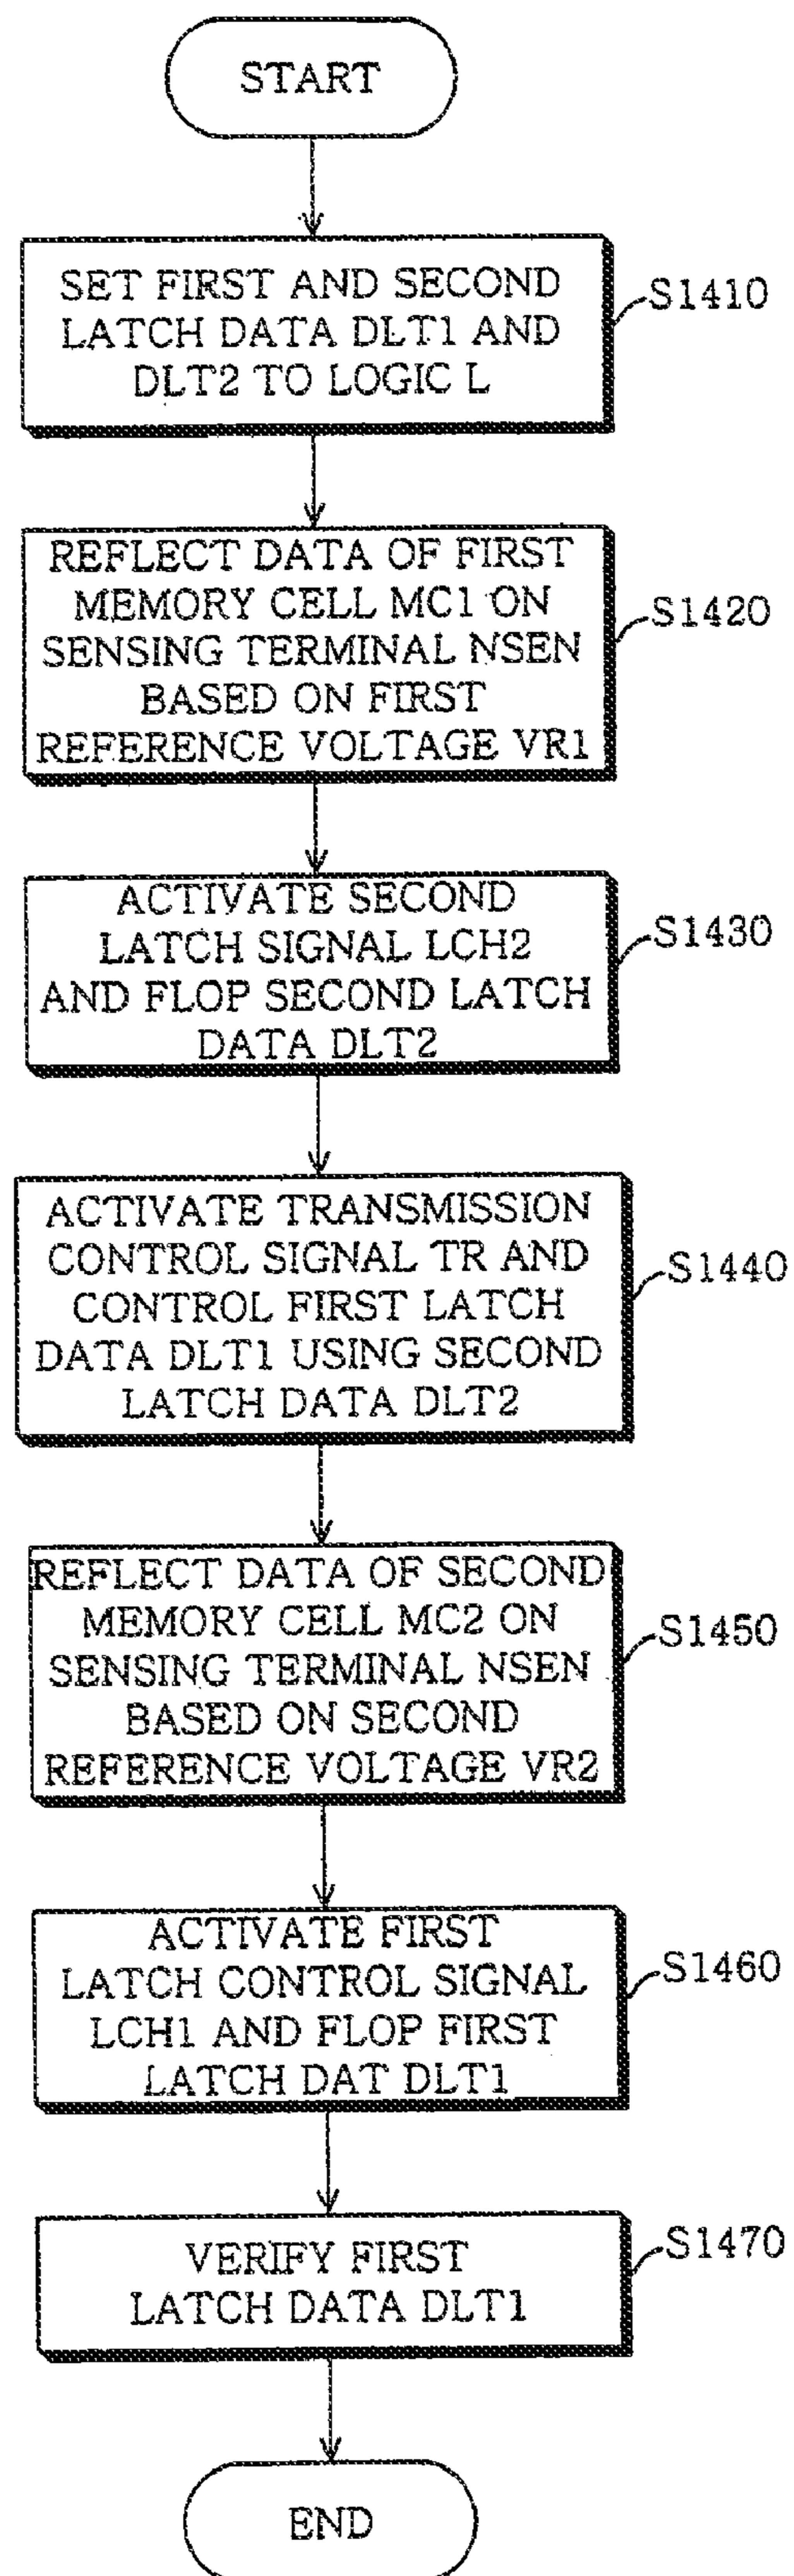 START
SET FIRST AND SECOND
LATCH DATA DLT1 AND
DLT2 TO LOGIC L
S1410
REFLECT DATA OF FIRST
MEMORY CELL MC1 ON
SENSING TERMINAL NSEN
BASED ON FIRST
REFERENCE VOLTAGE VR1
S1420
ACTIVATE SECOND
LATCH SIGNAL LCH2
AND FLOP SECOND LATCH
DATA DLT2
S1430
ACTIVATE TRANSMISSION
CONTROL SIGNAL TR AND
CONTROL FIRST LATCH
DATA DLT1 USING SECOND
LATCH DATA DLT2
S1440
REFLECT DATA OF SECOND
MEMORY CELL MC2 ON
SENSING TERMINAL NSEN
BASED ON SECOND
REFERENCE VOLTAGE VR2
S1450
ACTIVATE FIRST
LATCH CONTROL SIGNAL
LCH1 AND FLOP FIRST
LATCH DAT DLT1
S1460
VERIFY FIRST
LATCH DATA DLT1
S1470
END